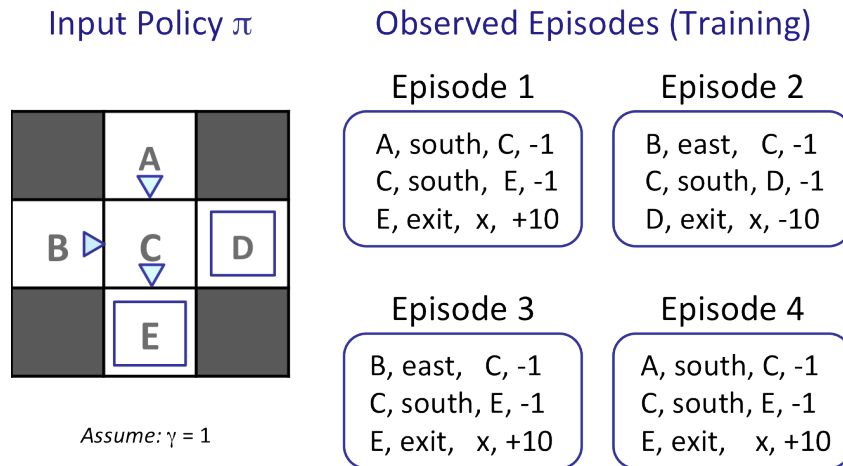 Input Policy π
Observed Episodes (Training)
A
B
C
D
E
Assume: γ = 1
Episode 1
A, south, C, -1
C, south, E, -1
E, exit, x, +10
Episode 2
B, east, C, -1
C, south, D, -1
D, exit, x, -10
Episode 3
B, east, C, -1
C, south, E, -1
E, exit, x, +10
Episode 4
A, south, C, -1
C, south, E, -1
E, exit, x, +10